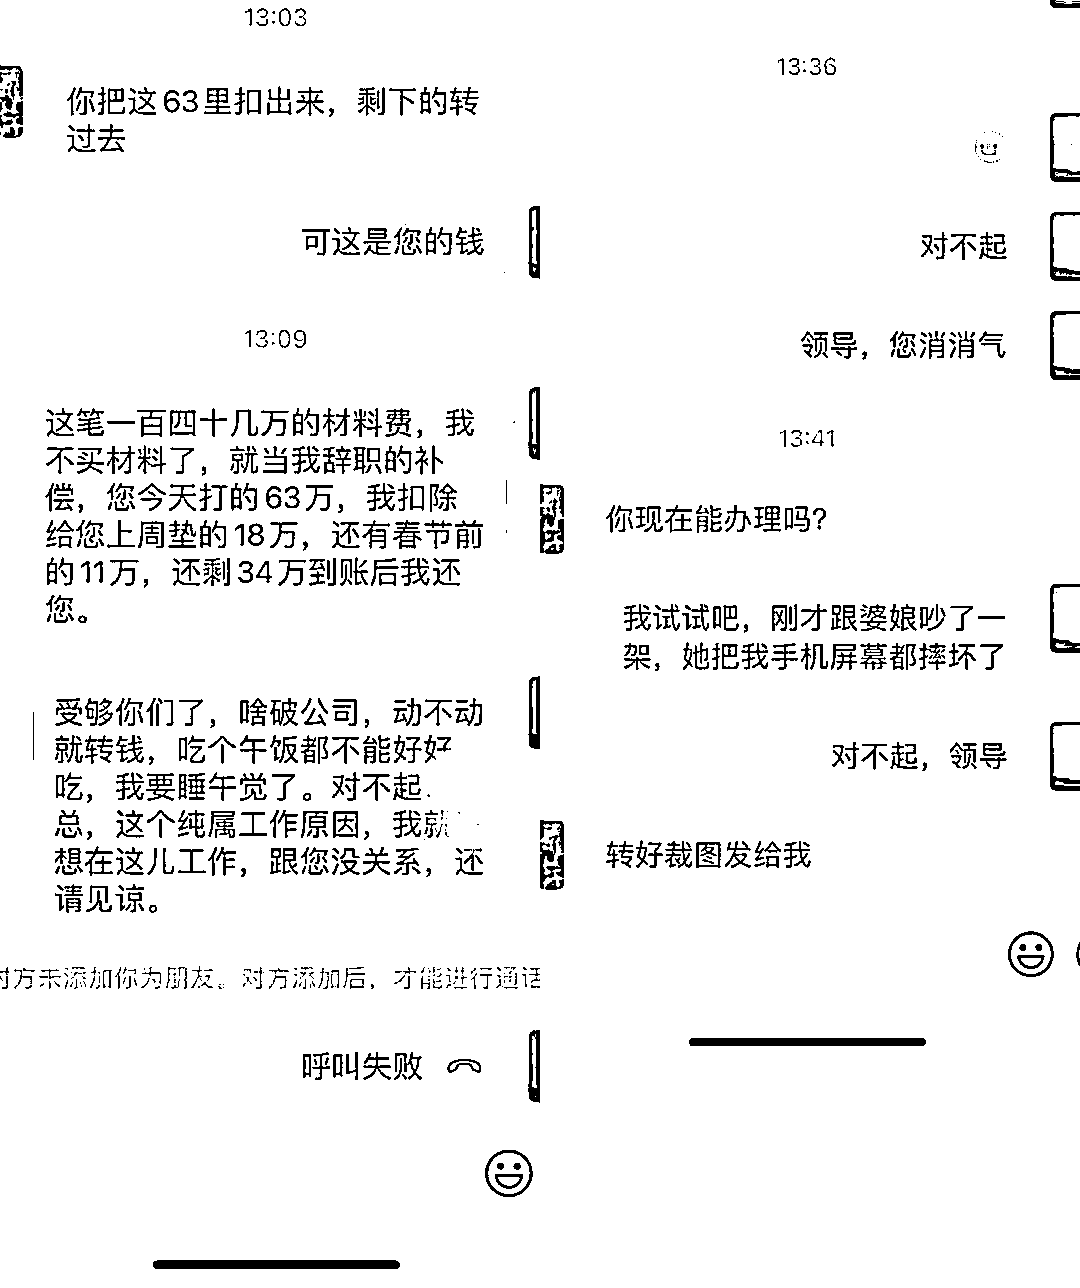 13:03
你把这63里扣出来，剩下的转
过去
可这是您的钱
13:09
这笔一百四十几万的材料费，我
不买材料了，就当我辞职的补
偿，您今天打的63万，我扣除
给您上周垫的18万，还有春节前
的11万，还剩34万到账后我还
您。
受够你们了，啥破公司，动不动
就转钱，吃个午饭都不能好好
吃，我要睡午觉了。对不起
总，这个纯属工作原因，我就
想在这儿工作，跟您没关系，还
请见谅。
对方未添加你为朋友。对方添加后，才能进行通话
呼叫失败
13:36
对不起
领导，您消消气
13:41
你现在能办理吗？
我试试吧，刚才跟婆娘吵了一
架，她把我手机屏幕都摔坏了
对不起，领导
转好裁图发给我